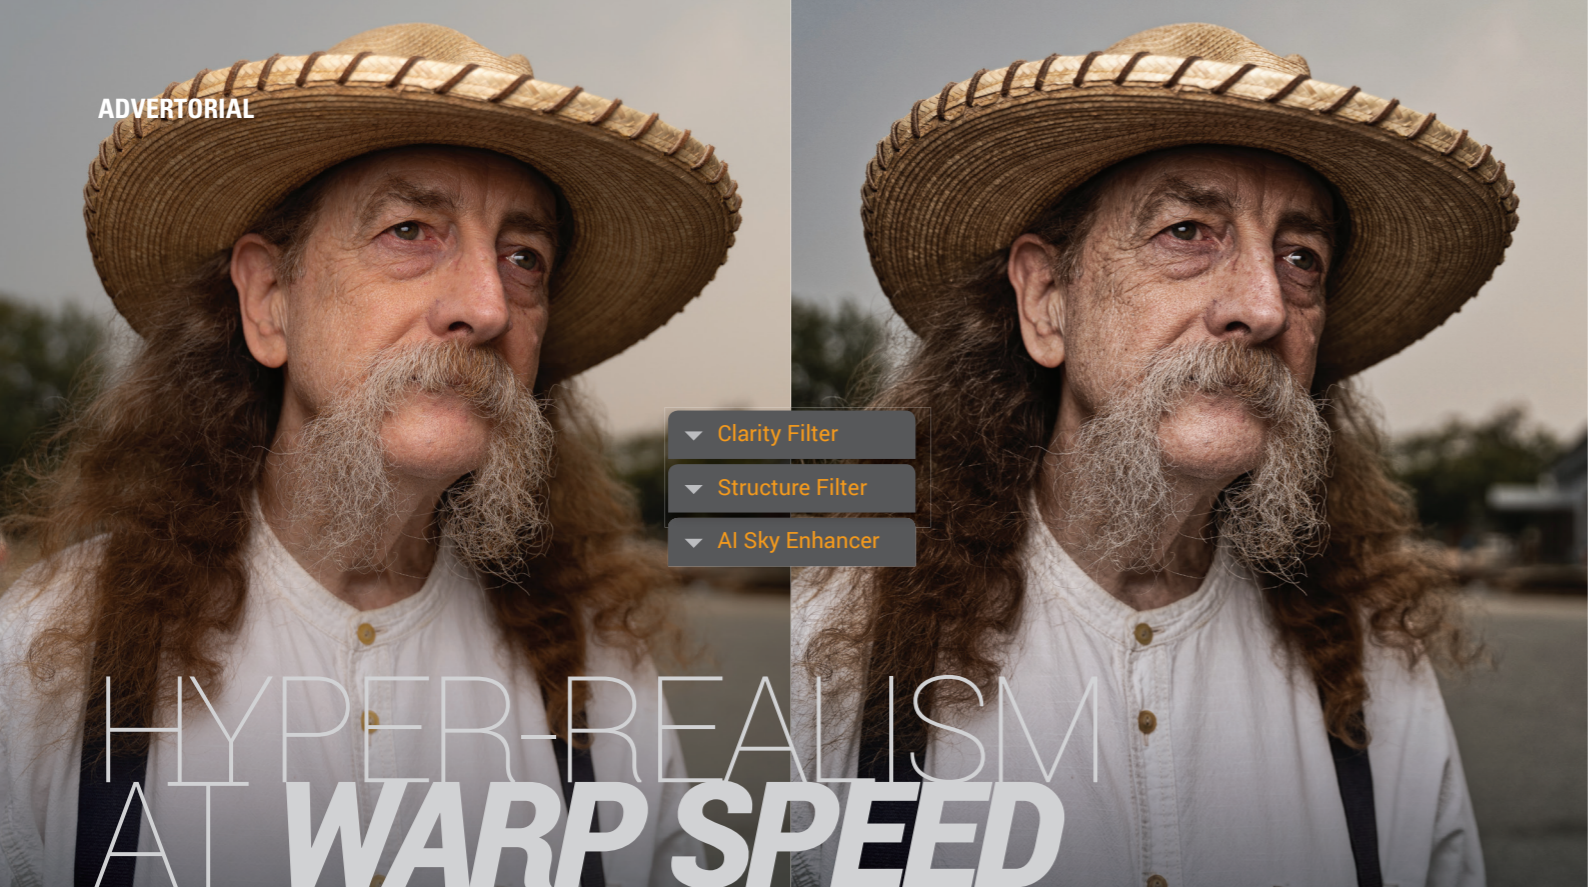 ADVERTORIAL
Clarity Filter
Structure Filter
AI Sky Enhancer
HYPER-REALISM
AT WARP SPEED